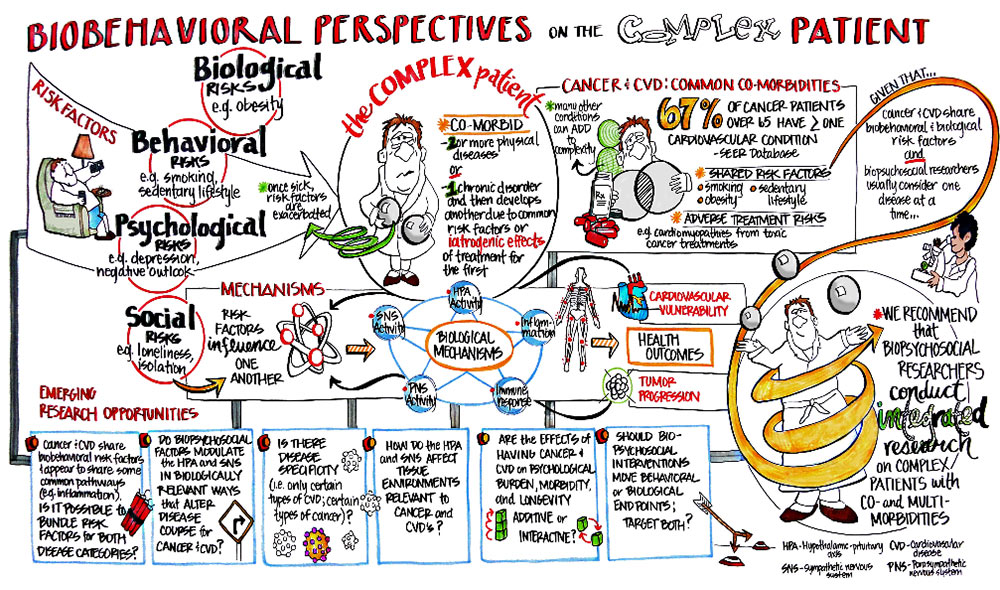 BIOBEHAVIORAL PERSPECTIVES ON THE COMPLEX PATIENT
RISK FACTORS
Biological
RISKS
e.g. obesity
Behavioral
RISKS
e.g. smoking,
sedentary lifestyle
Psychological
RISKS
e.g. depression,
negative outlook
Social
RISKS
e.g. loneliness,
isolation
*once sick,
risk factors
are
exacerbated
the COMPLEX patient
*CO-MORBID
-2 or more physical
diseases
or
-1 chronic disorder
and then develops
another due to common
risk factors or
iatrogenic effects
of treatment for
the first
CANCER & CVD: COMMON CO-MORBIDITIES
*many other
conditions
can ADD
to
complexity
Rx
67% OF CANCER PATIENTS
OVER 65 HAVE ≥ ONE
CARDIOVASCULAR CONDITION
- SEER Database
*SHARED RISK FACTORS
• smoking • sedentary
• obesity lifestyle
*ADVERSE TREATMENT RISKS
e.g. cardiomyopathies from toxic
cancer treatments
GIVEN THAT...
cancer & CVD share
biobehavioral & biological
risk factors
and
biopsychosocial researchers
usually consider one
disease at a
time...
*WE RECOMMEND
that
BIOPSYCHOSOCIAL
RESEARCHERS
conduct
integrated
research
ON COMPLEX/
PATIENTS with
CO- AND MULTI-
MORBIDITIES
MECHANISMS
RISK
FACTORS
influence
ONE
ANOTHER
HPA
Activity
SNS
Activity
Inflam-
mation
PNS
Activity
Immune
response
BIOLOGICAL
MECHANISMS
CARDIOVASCULAR
VULNERABILITY
HEALTH
OUTCOMES
TUMOR
PROGRESSION
EMERGING
RESEARCH OPPORTUNITIES
Cancer & CVD share
biobehavioral risk factors
& appear to share some
common pathways
(e.g. inflammation).
IS IT POSSIBLE to
BUNDLE RISK
FACTORS FOR BOTH
DISEASE CATEGORIES?
DO BIOPSYCHOSOCIAL
FACTORS MODULATE
the HPA and SNS
IN BIOLOGICALLY
RELEVANT WAYS
that ALTER
DISEASE
COURSE for
CANCER & CVD?
IS THERE
DISEASE
SPECIFICITY
(i.e. only certain
types of CVD; certain
types of cancer)?
HOW DO the HPA
and SNS AFFECT
TISSUE
ENVIRONMENTS
RELEVANT to
CANCER and
CVD's?
ARE the EFFECTS of
HAVING CANCER &
CVD ON PSYCHOLOGICAL
BURDEN, MORBIDITY,
and LONGEVITY
ADDITIVE or
INTERACTIVE?
SHOULD BIO-
PSYCHOSOCIAL
INTERVENTIONS
MOVE BEHAVIORAL
or BIOLOGICAL
END POINTS;
TARGET BOTH?
HPA - Hypothalamic-pituitary
axis
CVD - Cardiovascular
disease
SNS - Sympathetic nervous
system
PNS - Parasympathetic
nervous system